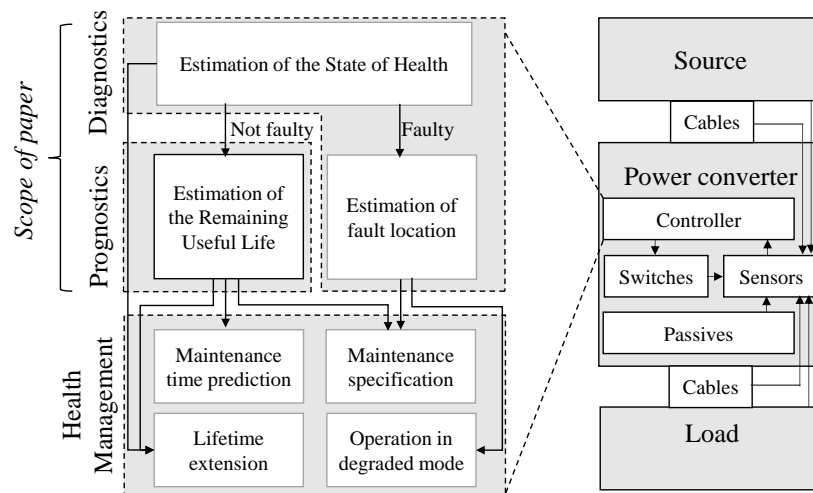 Scope of paper
Diagnostics
Estimation of the State of Health
Not faulty
Faulty
Prognostics
Estimation of
the Remaining
Useful Life
Estimation of
fault location
Health
Management
Maintenance
time prediction
Maintenance
specification
Lifetime
extension
Operation in
degraded mode
Source
Cables
Power converter
Controller
Switches
Sensors
Passives
Cables
Load